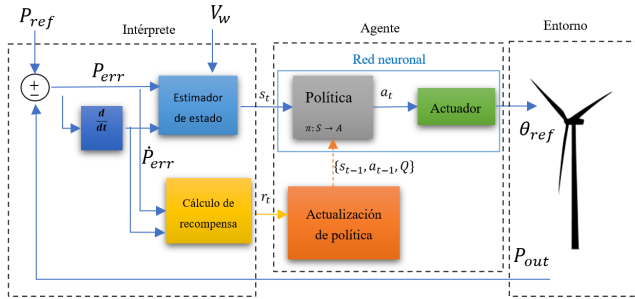 P_ref
V_w
Intérprete
Agente
Entorno
Red neuronal
+
−
P_err
d
dt
Ṗ_err
Estimador
de estado
s_t
Política
π: S → A
a_t
Actuador
θ_ref
{s_{t−1}, a_{t−1}, Q}
Cálculo de
recompensa
r_t
Actualización
de política
P_out